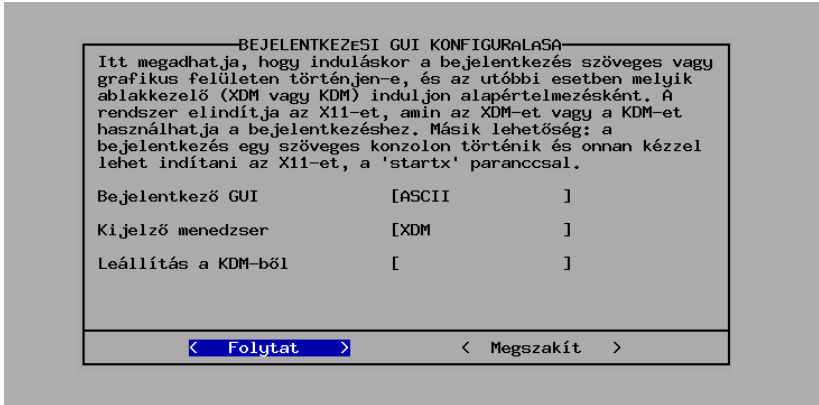 BEJELENTKEZéSI GUI KONFIGURáLáSA
Itt megadhatja, hogy induláskor a bejelentkezés szöveges vagy
grafikus felületen történjen-e, és az utóbbi esetben melyik
ablakkezelő (XDM vagy KDM) induljon alapértelmezésként. A
rendszer elindítja az X11-et, amin az XDM-et vagy a KDM-et
használhatja a bejelentkezéshez. Másik lehetőség: a
bejelentkezés egy szöveges konzolon történik és onnan kézzel
lehet indítani az X11-et, a 'startx' paranccsal.
Bejelentkező GUI [ASCII ]
Kijelző menedzser [XDM ]
Leállítás a KDM-ből [ ]
< Folytat > < Megszakít >